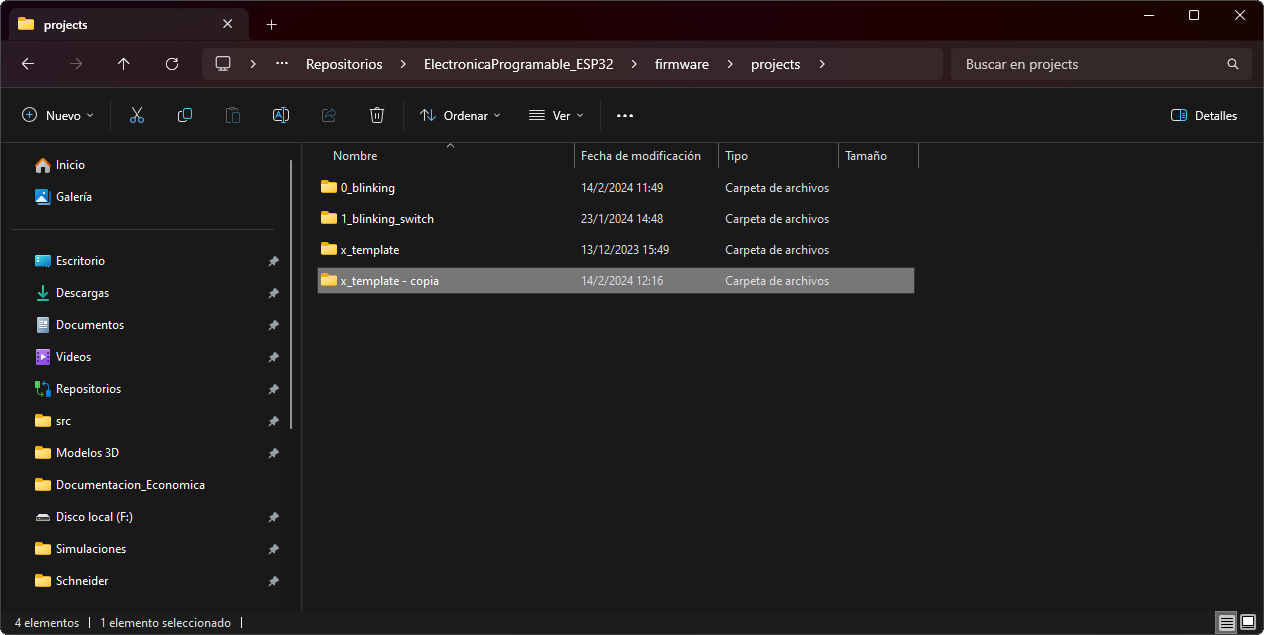 projects
Repositorios ElectronicaProgramable_ESP32 firmware projects
Buscar en projects
Nuevo Ordenar Ver Detalles
Nombre Fecha de modificación Tipo Tamaño
0_blinking 14/2/2024 11:49 Carpeta de archivos
1_blinking_switch 23/1/2024 14:48 Carpeta de archivos
x_template 13/12/2023 15:49 Carpeta de archivos
x_template - copia 14/2/2024 12:16 Carpeta de archivos
Inicio
Galería
Escritorio
Descargas
Documentos
Videos
Repositorios
src
Modelos 3D
Documentacion_Economica
Disco local (F:)
Simulaciones
Schneider
4 elementos 1 elemento seleccionado